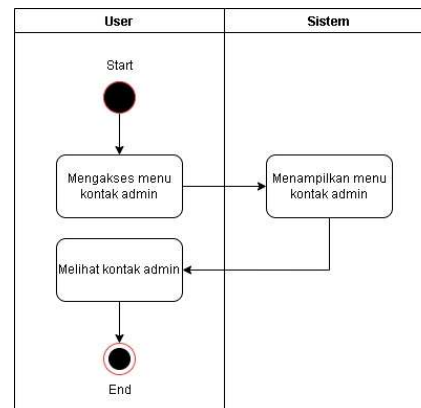 User
Sistem
Start
Mengakses menu
kontak admin
Menampilkan menu
kontak admin
Melihat kontak admin
End